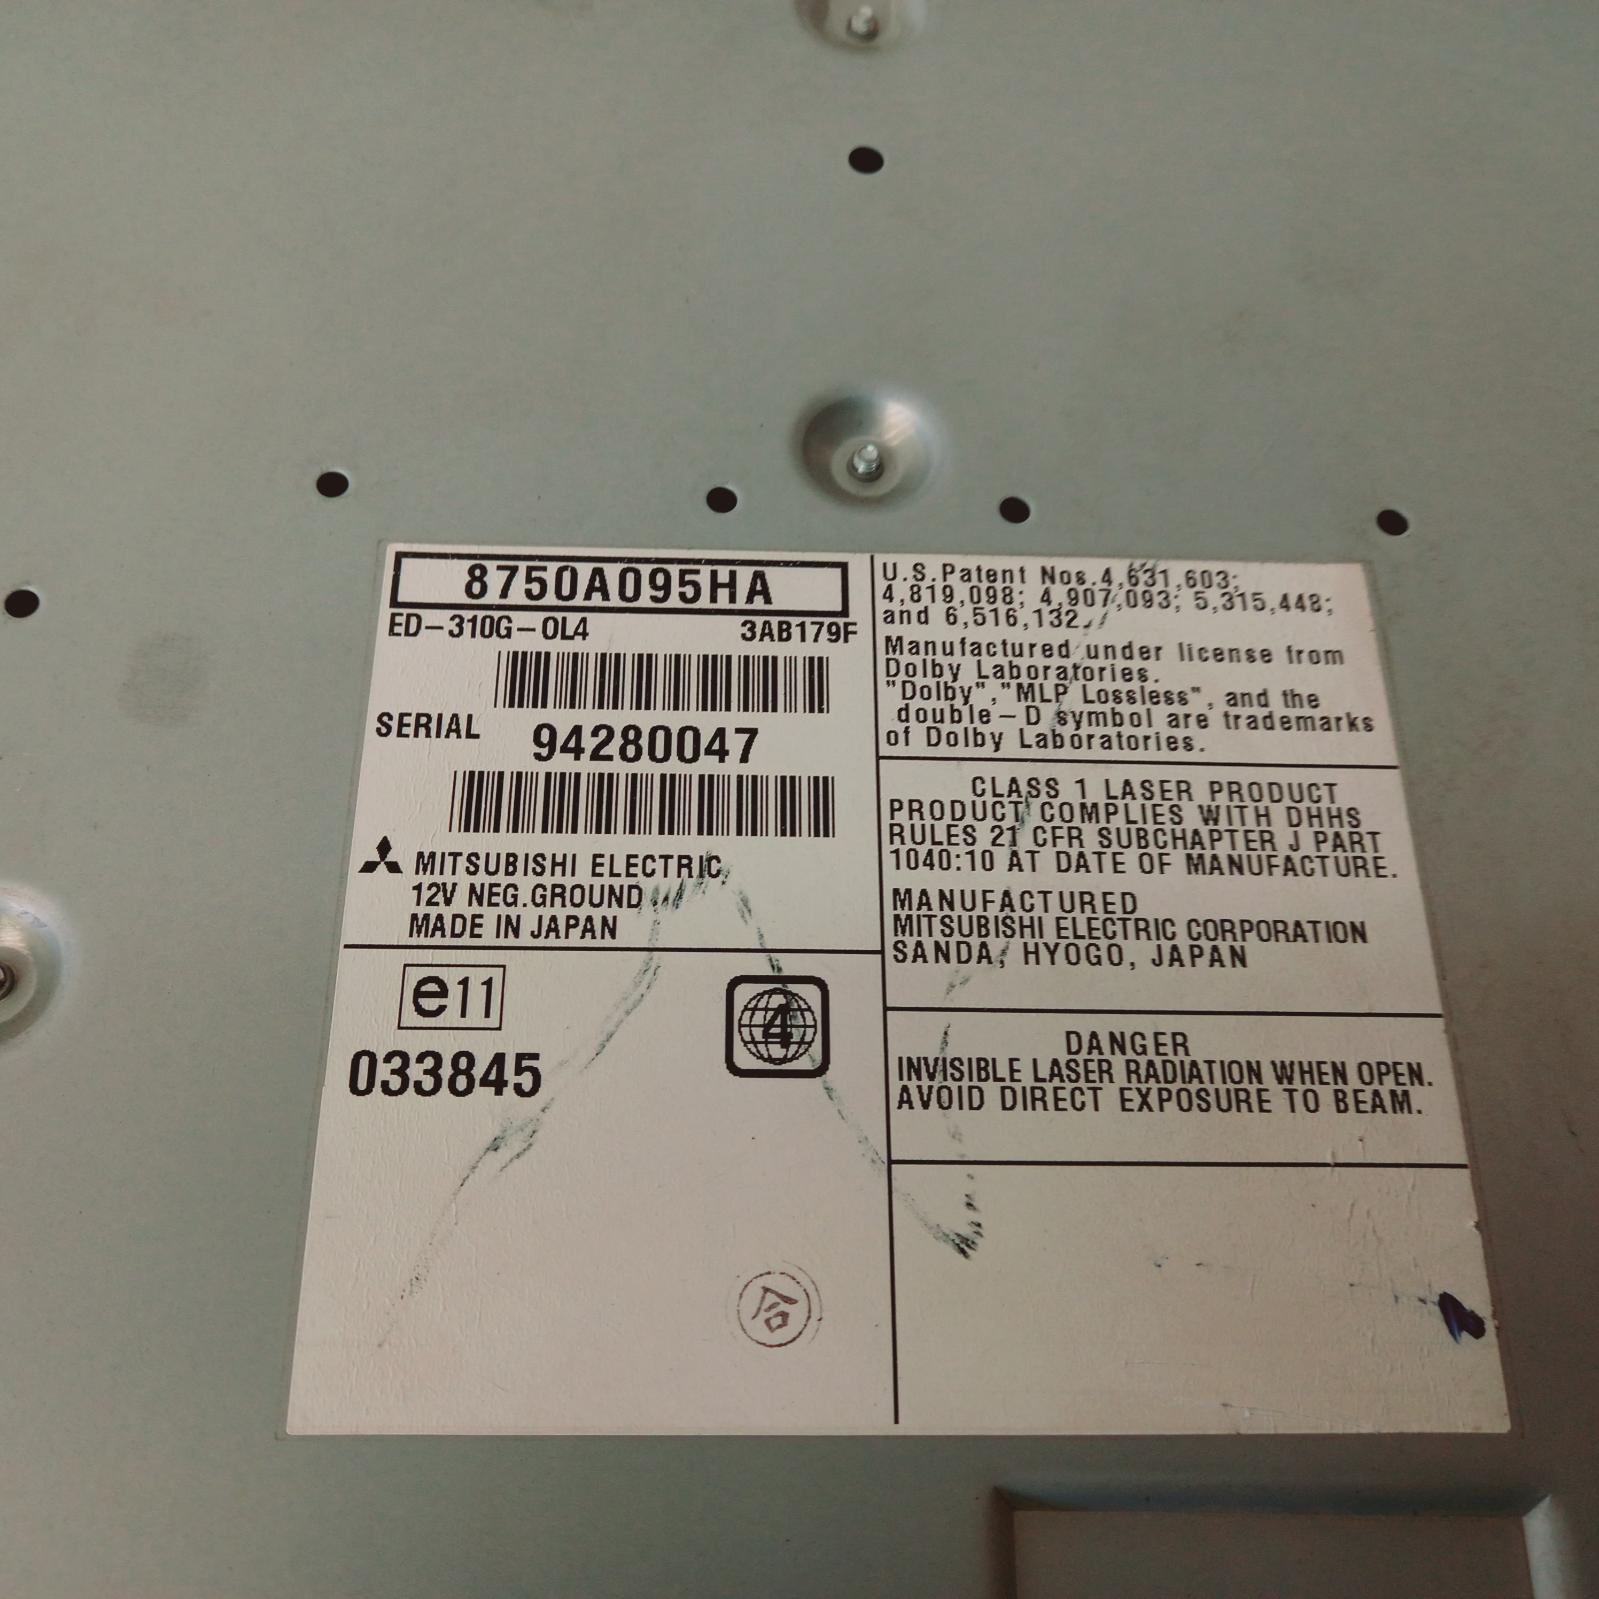 8750A095HA
ED-310G-0L4 3AB179F
SERIAL 94280047
MITSUBISHI ELECTRIC
12V NEG.GROUND
MADE IN JAPAN
e11
033845
4
合
U.S.Patent Nos.4,631,603;
4,819,098; 4,907,093; 5,315,448;
and 6,516,132.
Manufactured under license from
Dolby Laboratories.
"Dolby","MLP Lossless", and the
double-D symbol are trademarks
of Dolby Laboratories.
CLASS 1 LASER PRODUCT
PRODUCT COMPLIES WITH DHHS
RULES 21 CFR SUBCHAPTER J PART
1040:10 AT DATE OF MANUFACTURE.
MANUFACTURED
MITSUBISHI ELECTRIC CORPORATION
SANDA, HYOGO, JAPAN
DANGER
INVISIBLE LASER RADIATION WHEN OPEN.
AVOID DIRECT EXPOSURE TO BEAM.